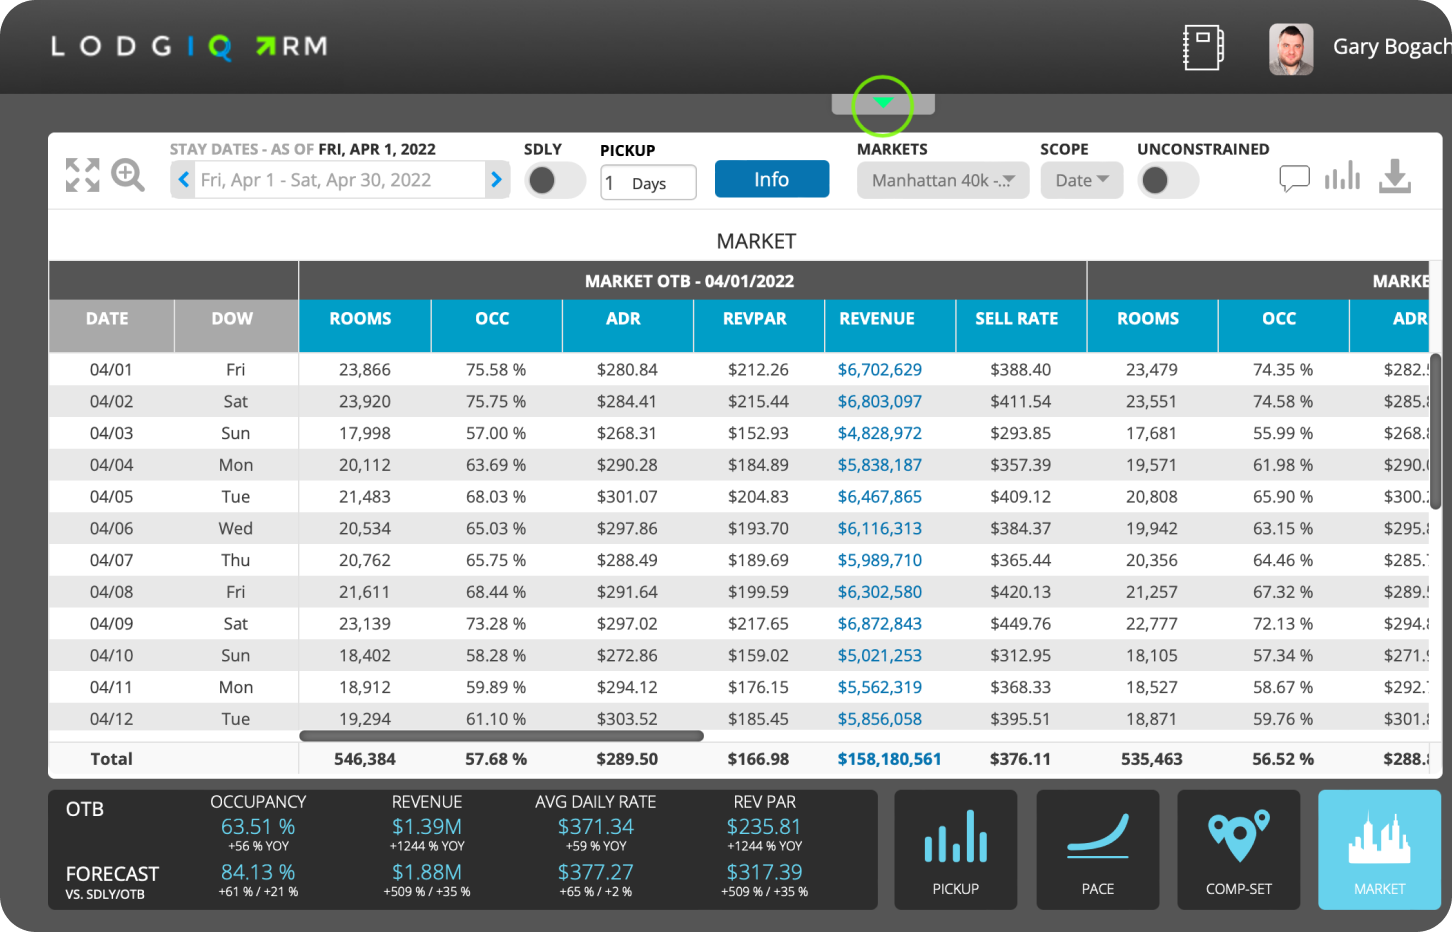 LODGIQ RM
Gary Bogach
STAY DATES - AS OF FRI, APR 1, 2022 SDLY PICKUP MARKETS SCOPE UNCONSTRAINED
Fri, Apr 1 - Sat, Apr 30, 2022 1 Days Info Manhattan 40k -... Date
MARKET
MARKET OTB - 04/01/2022 MARKE
DATE DOW ROOMS OCC ADR REVPAR REVENUE SELL RATE ROOMS OCC ADR
04/01 Fri 23,866 75.58 % $280.84 $212.26 $6,702,629 $388.40 23,479 74.35 % $282.
04/02 Sat 23,920 75.75 % $284.41 $215.44 $6,803,097 $411.54 23,551 74.58 % $285.
04/03 Sun 17,998 57.00 % $268.31 $152.93 $4,828,972 $293.85 17,681 55.99 % $268.
04/04 Mon 20,112 63.69 % $290.28 $184.89 $5,838,187 $357.39 19,571 61.98 % $290.
04/05 Tue 21,483 68.03 % $301.07 $204.83 $6,467,865 $409.12 20,808 65.90 % $300.
04/06 Wed 20,534 65.03 % $297.86 $193.70 $6,116,313 $384.37 19,942 63.15 % $295.
04/07 Thu 20,762 65.75 % $288.49 $189.69 $5,989,710 $365.44 20,356 64.46 % $285.
04/08 Fri 21,611 68.44 % $291.64 $199.59 $6,302,580 $420.13 21,257 67.32 % $289.
04/09 Sat 23,139 73.28 % $297.02 $217.65 $6,872,843 $449.76 22,777 72.13 % $294.
04/10 Sun 18,402 58.28 % $272.86 $159.02 $5,021,253 $312.95 18,105 57.34 % $271.
04/11 Mon 18,912 59.89 % $294.12 $176.15 $5,562,319 $368.33 18,527 58.67 % $292.
04/12 Tue 19,294 61.10 % $303.52 $185.45 $5,856,058 $395.51 18,871 59.76 % $301.
Total 546,384 57.68 % $289.50 $166.98 $158,180,561 $376.11 535,463 56.52 % $288.
OTB OCCUPANCY REVENUE AVG DAILY RATE REV PAR
63.51 % $1.39M $371.34 $235.81
+56 % YOY +1244 % YOY +59 % YOY +1244 % YOY
FORECAST 84.13 % $1.88M $377.27 $317.39
VS. SDLY/OTB +61 % / +21 % +509 % / +35 % +65 % / +2 % +509 % / +35 %
PICKUP PACE COMP-SET MARKET